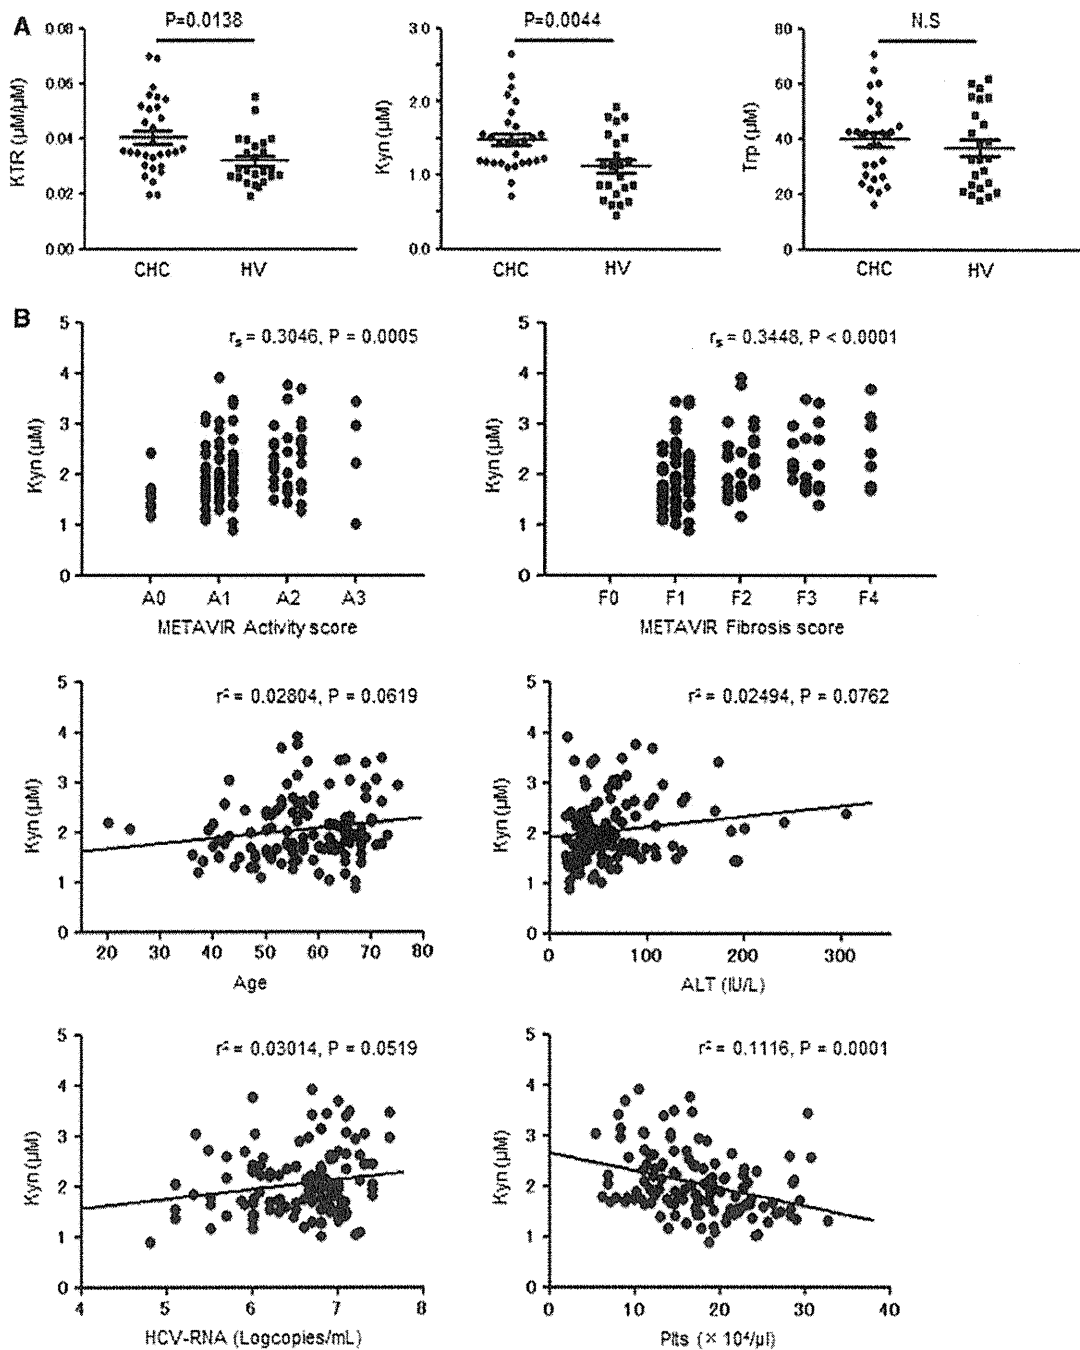 A
P=0.0138
P=0.0044
N.S
KTR (µM/µM)
0.08
0.06
0.04
0.02
0.00
CHC HV
Kyn (µM)
3.0
2.0
1.0
0.0
CHC HV
Trp (µM)
80
60
40
20
0
CHC HV
B
rs = 0.3046, P = 0.0005
Kyn (µM)
5
4
3
2
1
0
A0 A1 A2 A3
METAVIR Activity score
rs = 0.3448, P < 0.0001
Kyn (µM)
5
4
3
2
1
0
F0 F1 F2 F3 F4
METAVIR Fibrosis score
r² = 0.02804, P = 0.0619
Kyn (µM)
5
4
3
2
1
0
20 30 40 50 60 70 80
Age
r² = 0.02494, P = 0.0762
Kyn (µM)
5
4
3
2
1
0
0 100 200 300
ALT (IU/L)
r² = 0.03014, P = 0.0519
Kyn (µM)
5
4
3
2
1
0
4 5 6 7 8
HCV-RNA (Logcopies/mL)
r² = 0.1116, P = 0.0001
Kyn (µM)
5
4
3
2
1
0
0 10 20 30 40
Plts (× 10⁴/µl)